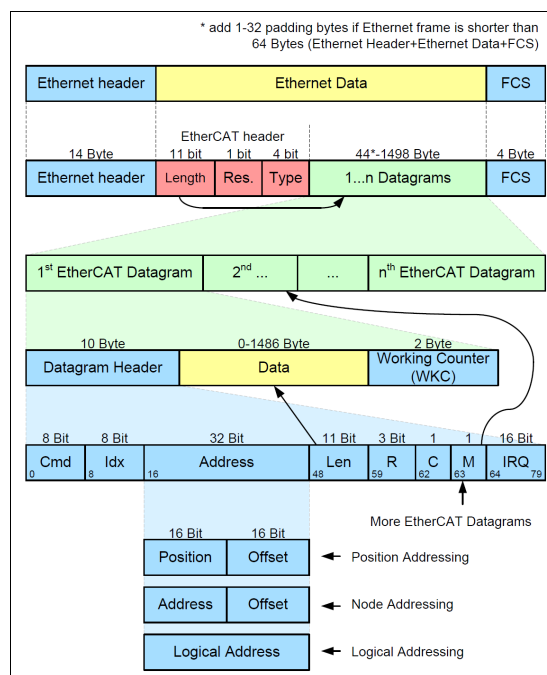 * add 1-32 padding bytes if Ethernet frame is shorter than
64 Bytes (Ethernet Header+Ethernet Data+FCS)
Ethernet header Ethernet Data FCS
EtherCAT header
14 Byte 11 bit 1 bit 4 bit 44*-1498 Byte 4 Byte
Ethernet header Length Res. Type 1...n Datagrams FCS
1st EtherCAT Datagram 2nd ... ... nth EtherCAT Datagram
10 Byte 0-1486 Byte 2 Byte
Datagram Header Data Working Counter
(WKC)
8 Bit 8 Bit 32 Bit 11 Bit 3 Bit 1 1 16 Bit
Cmd Idx Address Len R C M IRQ
0 8 16 48 59 62 63 64 79
More EtherCAT Datagrams
16 Bit 16 Bit
Position Offset Position Addressing
Address Offset Node Addressing
Logical Address Logical Addressing